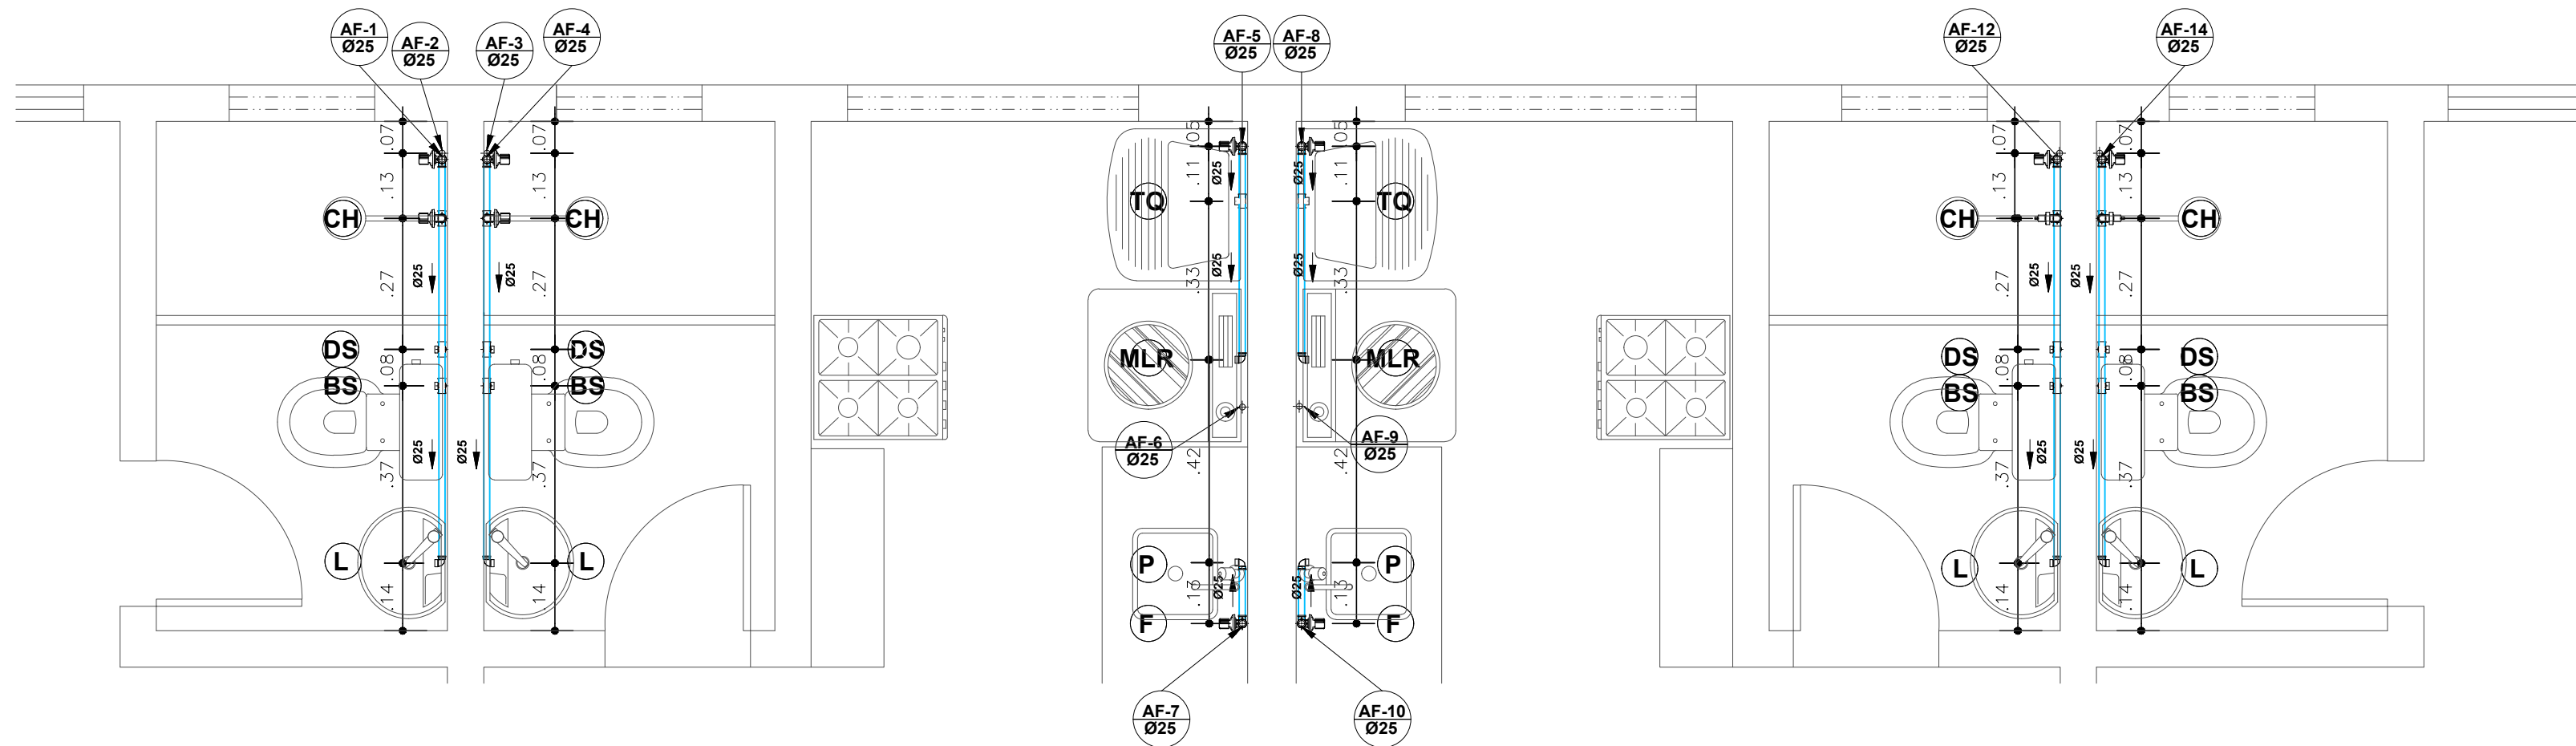 AF-1
Ø25
AF-2
Ø25
AF-3
Ø25
AF-4
Ø25
AF-5
Ø25
AF-8
Ø25
AF-12
Ø25
AF-14
Ø25
.07
.07
.05
.05
.07
.07
.13
.13
.11
Ø25
Ø25
.11
.13
.13
CH
CH
TQ
TQ
CH
CH
.27
Ø25
Ø25
.27
.33
Ø25
Ø25
.33
.27
Ø25
Ø25
.27
DS
DS
MLR
MLR
DS
DS
.08
.08
.08
.08
BS
BS
BS
BS
AF-6
Ø25
AF-9
Ø25
.37
Ø25
Ø25
.37
.42
.42
.37
Ø25
Ø25
.37
L
L
P
P
L
L
.14
.14
.13
Ø25
Ø25
.13
.14
.14
F
F
AF-7
Ø25
AF-10
Ø25